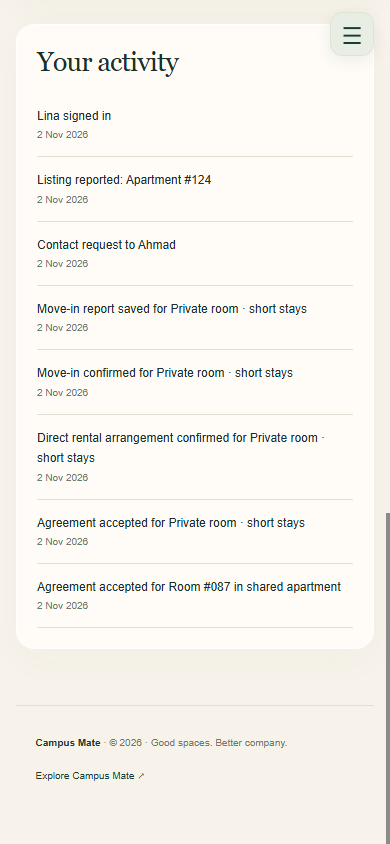 Your activity
Lina signed in
2 Nov 2026
Listing reported: Apartment #124
2 Nov 2026
Contact request to Ahmad
2 Nov 2026
Move-in report saved for Private room · short stays
2 Nov 2026
Move-in confirmed for Private room · short stays
2 Nov 2026
Direct rental arrangement confirmed for Private room ·
short stays
2 Nov 2026
Agreement accepted for Private room · short stays
2 Nov 2026
Agreement accepted for Room #087 in shared apartment
2 Nov 2026
Campus Mate · © 2026 · Good spaces. Better company.
Explore Campus Mate ↗